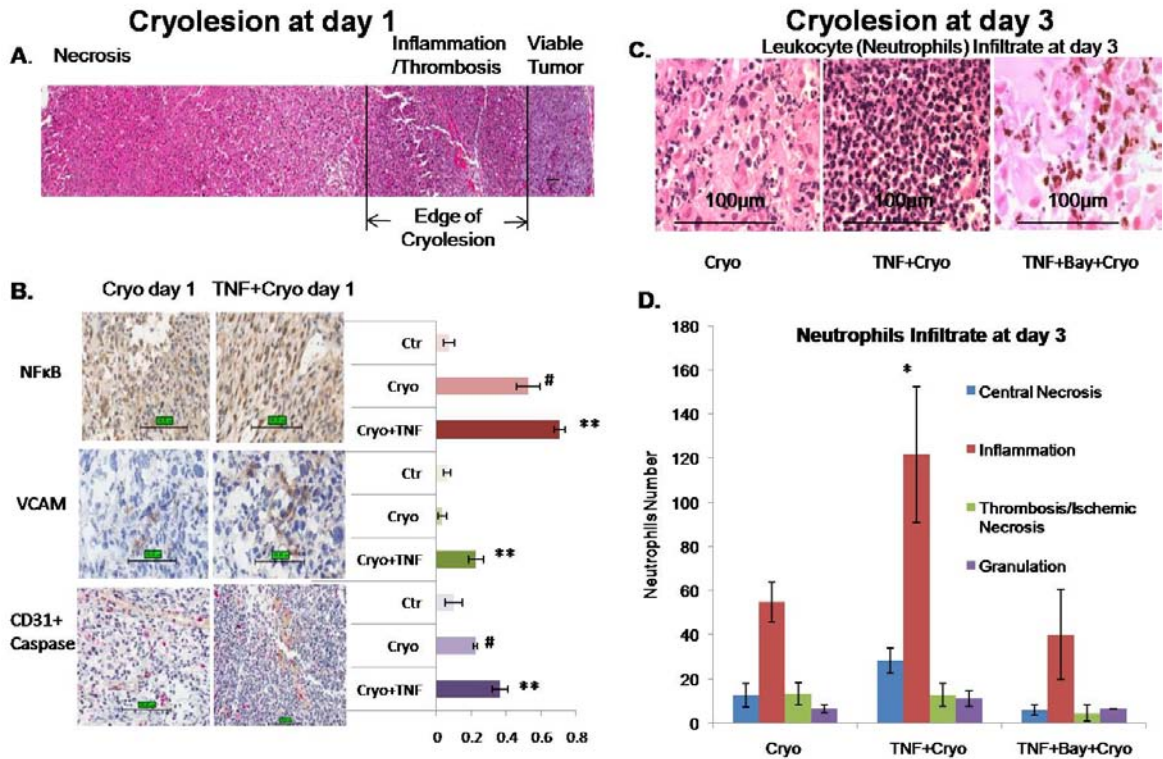 Cryolesion at day 1
A.
Necrosis
Inflammation
/Thrombosis
Viable
Tumor
Edge of
Cryolesion
B.
Cryo day 1
TNF+Cryo day 1
NFκB
VCAM
CD31+
Caspase
Ctr
Cryo
#
Cryo+TNF
**
Ctr
Cryo
Cryo+TNF
**
Ctr
Cryo
#
Cryo+TNF
**
0
0.2
0.4
0.6
0.8
Cryolesion at day 3
C.
Leukocyte (Neutrophils) Infiltrate at day 3
100µm
100µm
100µm
Cryo
TNF+Cryo
TNF+Bay+Cryo
D.
Neutrophils Infiltrate at day 3
Neutrophils Number
180
160
140
120
100
80
60
40
20
0
*
Central Necrosis
Inflammation
Thrombosis/Ischemic
Necrosis
Granulation
Cryo
TNF+Cryo
TNF+Bay+Cryo